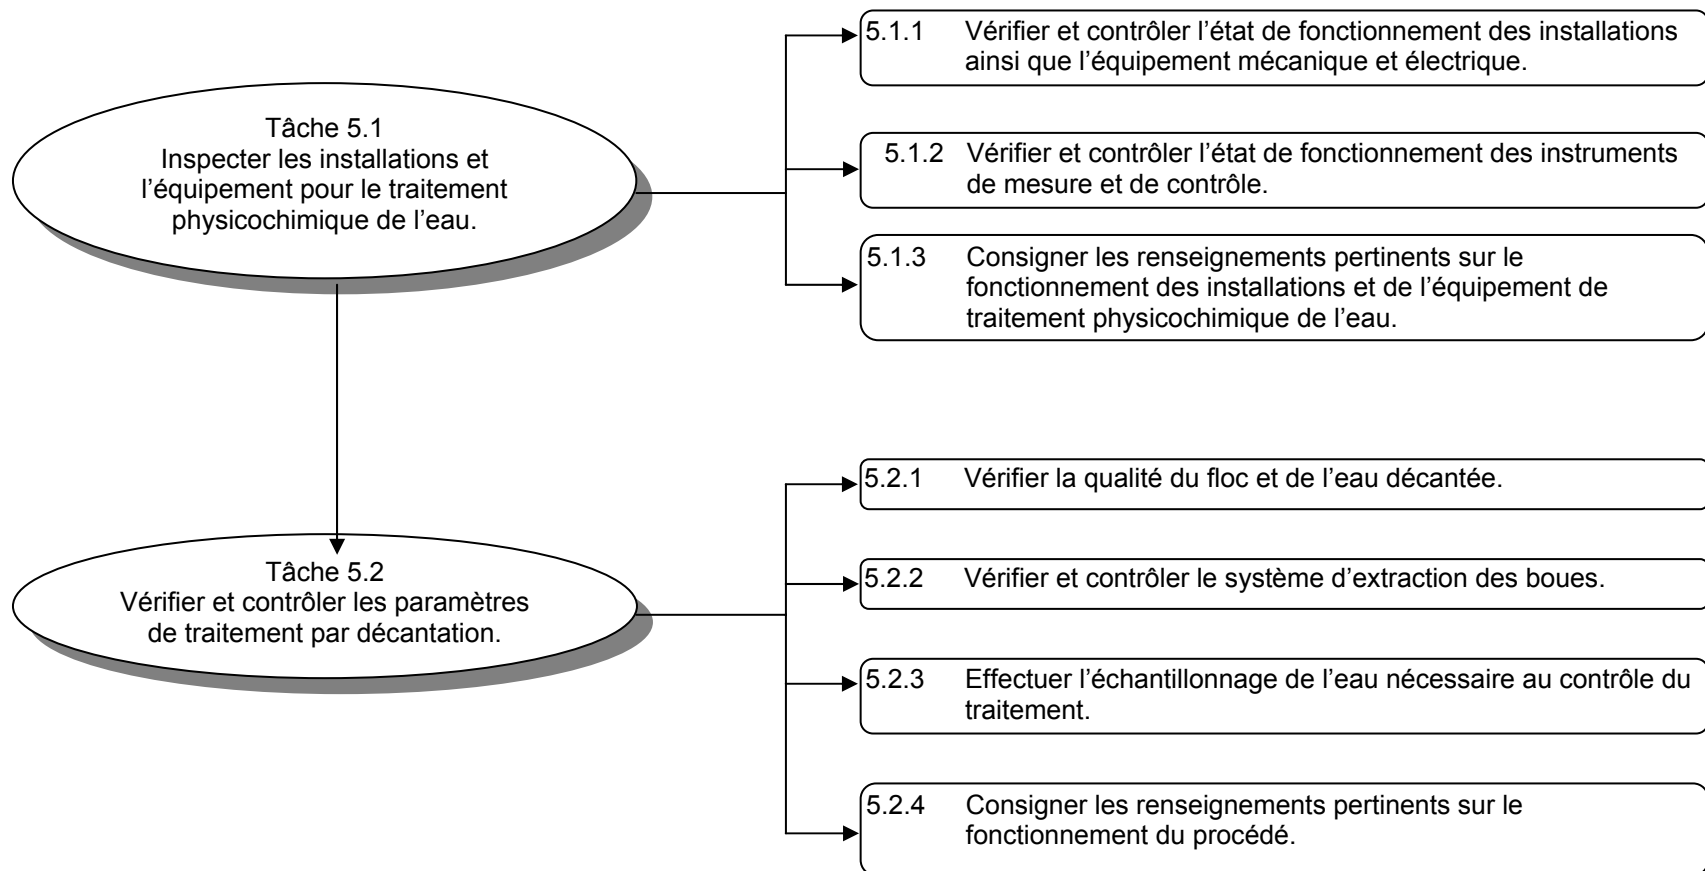 Tâche 5.1
Inspecter les installations et
l’équipement pour le traitement
physicochimique de l’eau.
5.1.1 Vérifier et contrôler l’état de fonctionnement des installations
ainsi que l’équipement mécanique et électrique.
5.1.2 Vérifier et contrôler l’état de fonctionnement des instruments
de mesure et de contrôle.
5.1.3 Consigner les renseignements pertinents sur le
fonctionnement des installations et de l’équipement de
traitement physicochimique de l’eau.
Tâche 5.2
Vérifier et contrôler les paramètres
de traitement par décantation.
5.2.1 Vérifier la qualité du floc et de l’eau décantée.
5.2.2 Vérifier et contrôler le système d’extraction des boues.
5.2.3 Effectuer l’échantillonnage de l’eau nécessaire au contrôle du
traitement.
5.2.4 Consigner les renseignements pertinents sur le
fonctionnement du procédé.